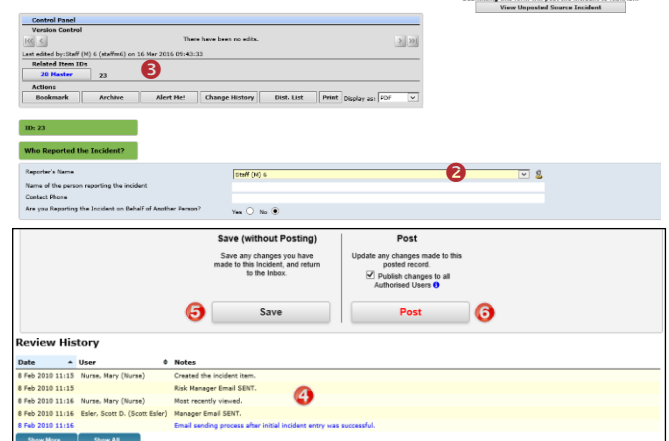 View Unposted Source Incident
Control Panel
Version Control
There have been no edits.
Last edited by:Staff (M) 6 (staffm6) on 16 Mar 2016 09:43:33
Related Item IDs
20 Master 23
3
Actions
Bookmark Archive Alert Me! Change History Dist. List Print Display as: PDF
ID: 23
Who Reported the Incident?
Reporter's Name Staff (M) 6 2
Name of the person reporting the incident
Contact Phone
Are you Reporting the Incident on Behalf of Another Person? Yes No
Save (without Posting) Post
Save any changes you have Update any changes made to this
made to this Incident, and return posted record.
to the Inbox. Publish changes to all
Authorised Users
5 Save Post 6
Review History
Date User Notes
8 Feb 2010 11:15 Nurse, Mary (Nurse) Created the incident item.
8 Feb 2010 11:15 Risk Manager Email SENT.
8 Feb 2010 11:16 Nurse, Mary (Nurse) Most recently viewed. 4
8 Feb 2010 11:16 Esler, Scott D. (Scott Esler) Manager Email SENT.
8 Feb 2010 11:16 Email sending process after initial incident entry was successful.
Show More Show All